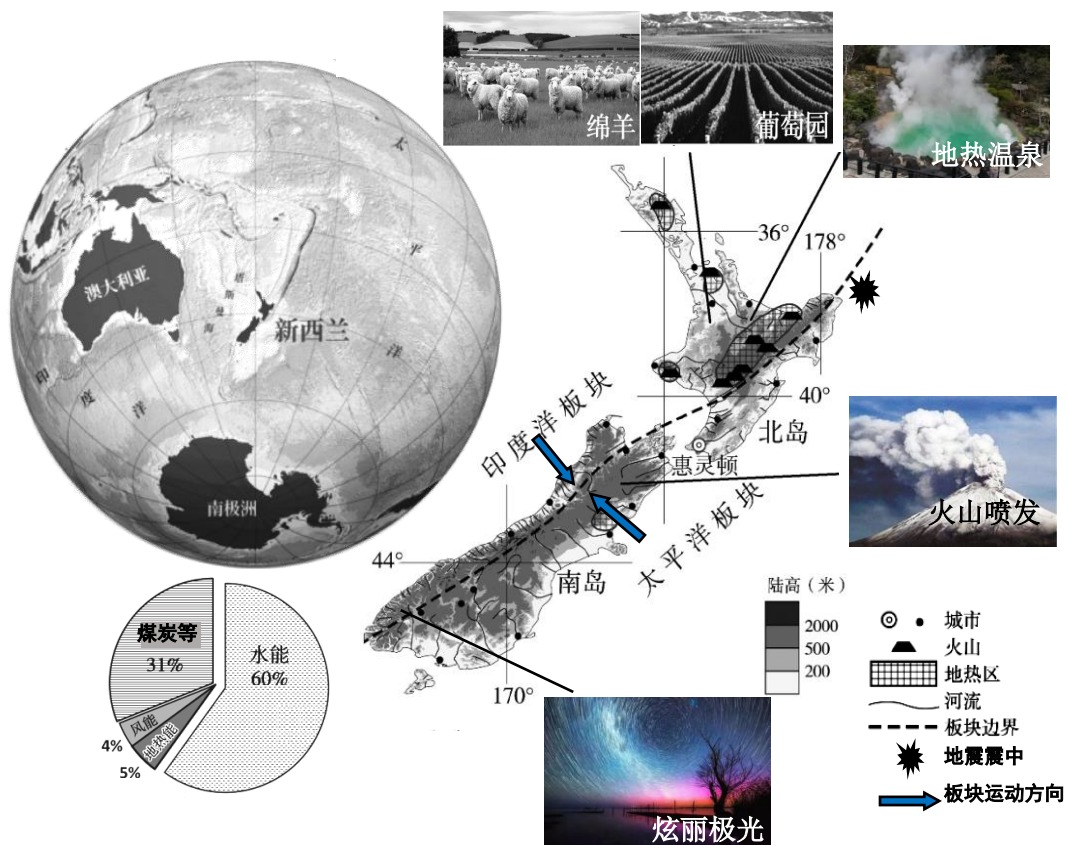 绵羊
葡萄园
地热温泉
太
平
洋
澳大利亚
塔
斯
曼
海
新西兰
印
度
洋
南极洲
36°
178°
40°
北岛
惠灵顿
印度洋板块
太平洋板块
火山喷发
44°
南岛
170°
陆高（米）
2000
500
200
城市
火山
地热区
河流
板块边界
地震震中
板块运动方向
煤炭等
31%
水能
60%
风能
4%
地热能
5%
炫丽极光